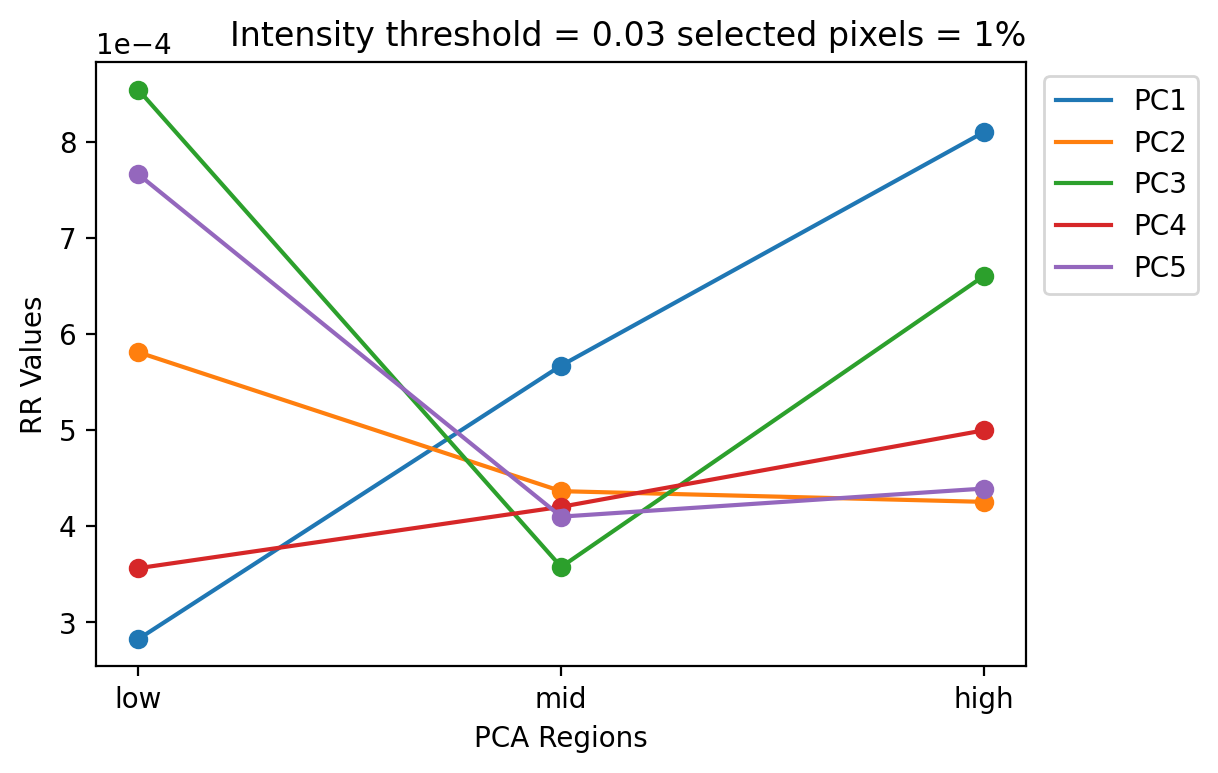 Intensity threshold = 0.03 selected pixels = 1%
1e−4
8
7
6
5
4
3
RR Values
low
mid
high
PCA Regions
PC1
PC2
PC3
PC4
PC5